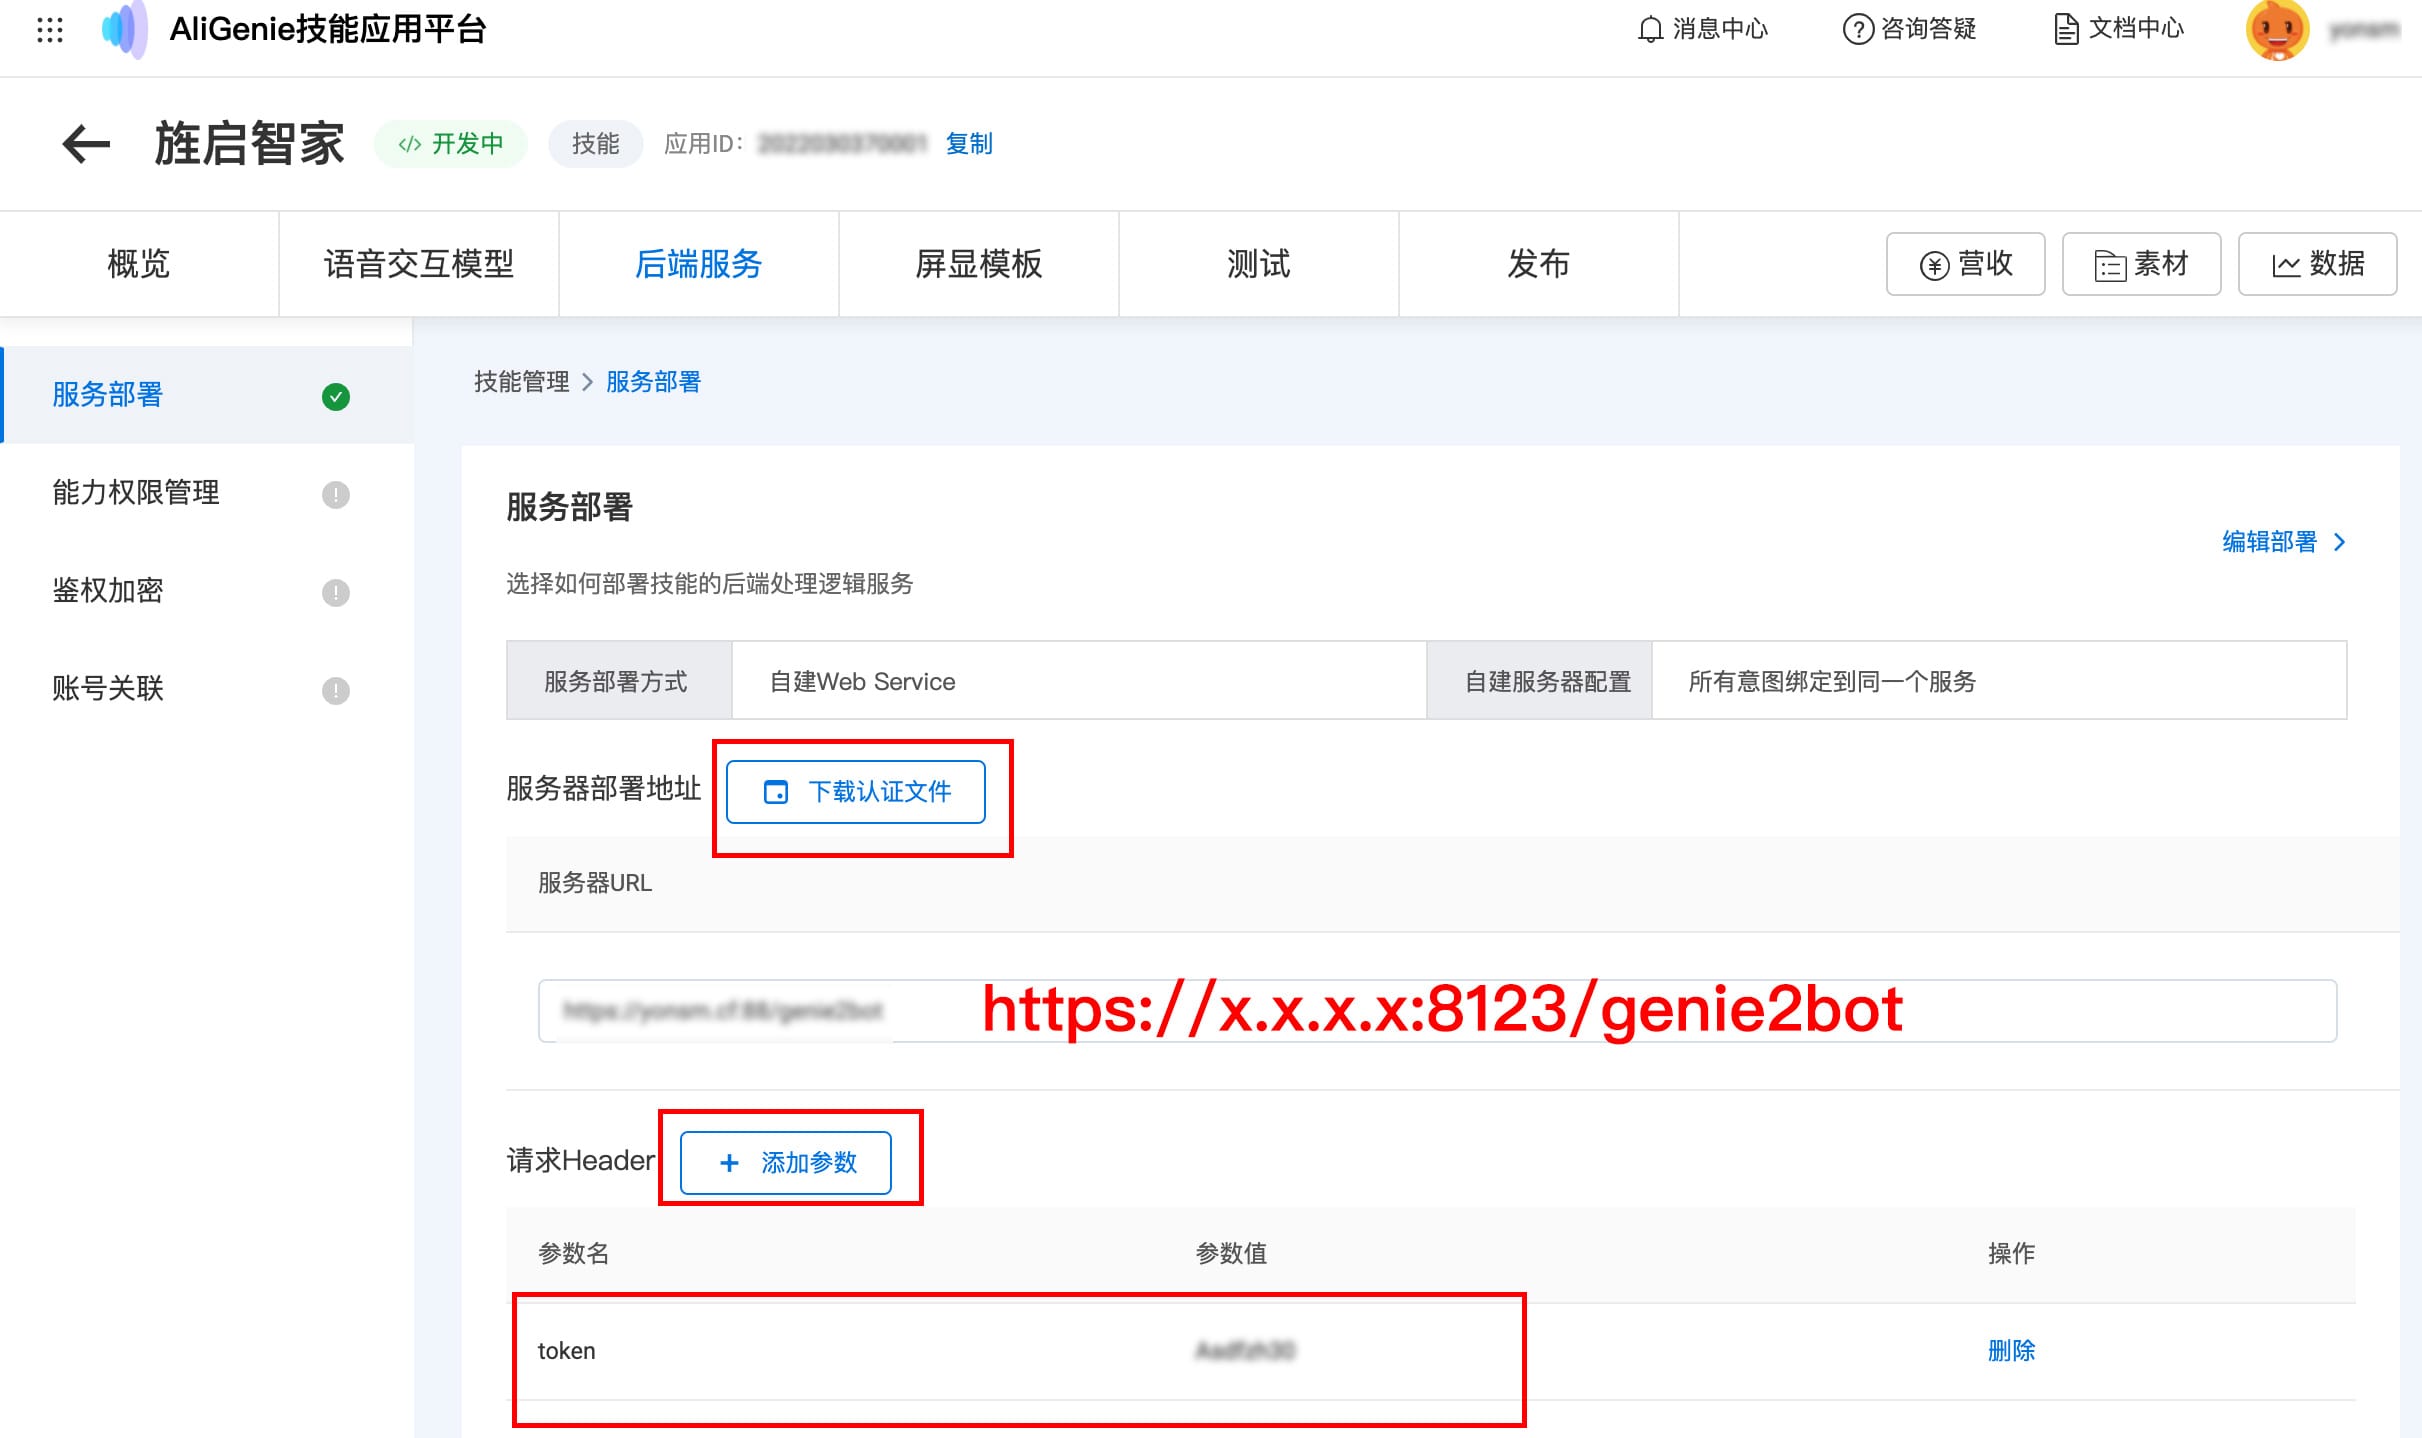 AliGenie技能应用平台
消息中心
咨询答疑
文档中心
旌启智家
</> 开发中
技能
应用ID:
复制
概览
语音交互模型
后端服务
屏显模板
测试
发布
营收
素材
数据
服务部署
能力权限管理
鉴权加密
账号关联
技能管理 > 服务部署
服务部署
编辑部署 >
选择如何部署技能的后端处理逻辑服务
服务部署方式
自建Web Service
自建服务器配置
所有意图绑定到同一个服务
服务器部署地址
下载认证文件
服务器URL
https://x.x.x.x:8123/genie2bot
请求Header
+ 添加参数
参数名
参数值
操作
token
删除